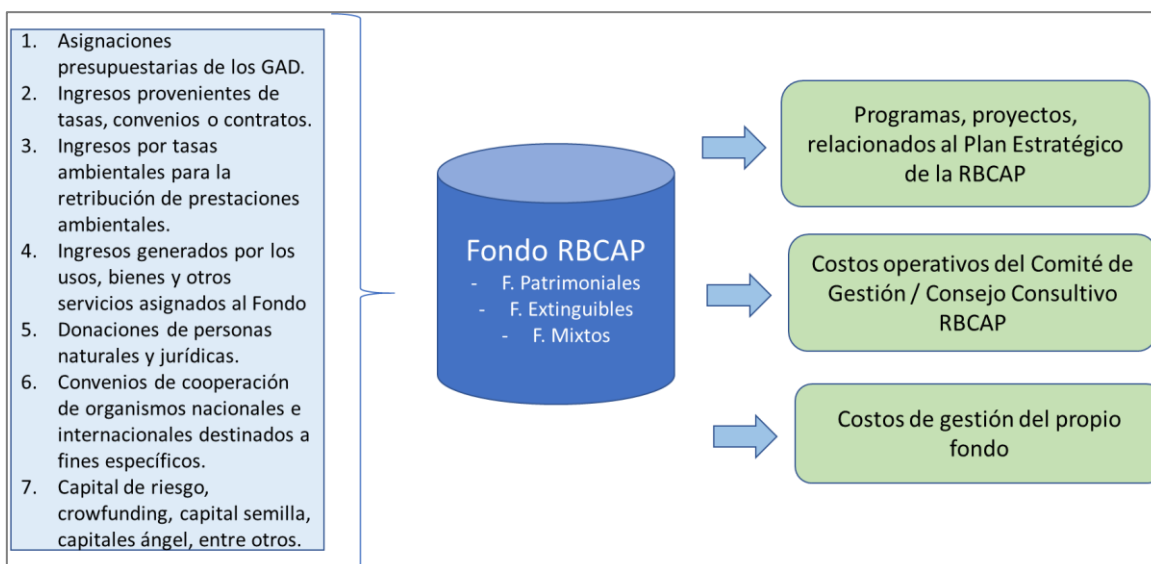 1. Asignaciones
presupuestarias de los GAD.
2. Ingresos provenientes de
tasas, convenios o contratos.
3. Ingresos por tasas
ambientales para la
retribución de prestaciones
ambientales.
4. Ingresos generados por los
usos, bienes y otros
servicios asignados al Fondo
5. Donaciones de personas
naturales y jurídicas.
6. Convenios de cooperación
de organismos nacionales e
internacionales destinados a
fines específicos.
7. Capital de riesgo,
crowfunding, capital semilla,
capitales ángel, entre otros.
Fondo RBCAP
- F. Patrimoniales
- F. Extinguibles
- F. Mixtos
Programas, proyectos,
relacionados al Plan Estratégico
de la RBCAP
Costos operativos del Comité de
Gestión / Consejo Consultivo
RBCAP
Costos de gestión del propio
fondo